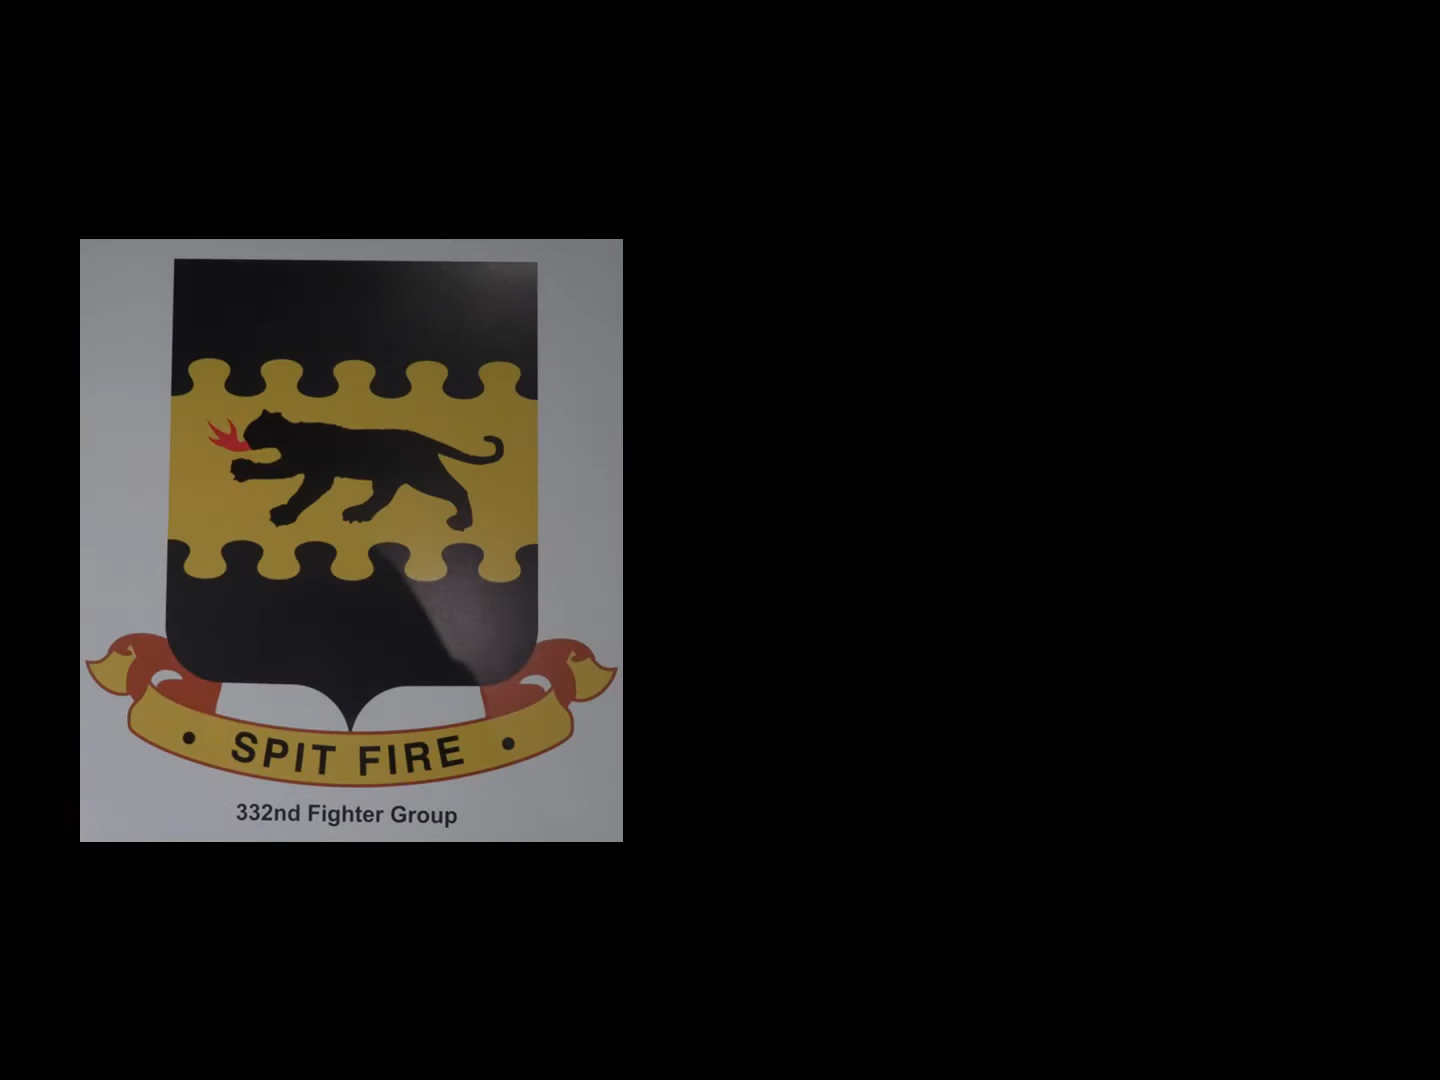 • SPIT FIRE •
332nd Fighter Group